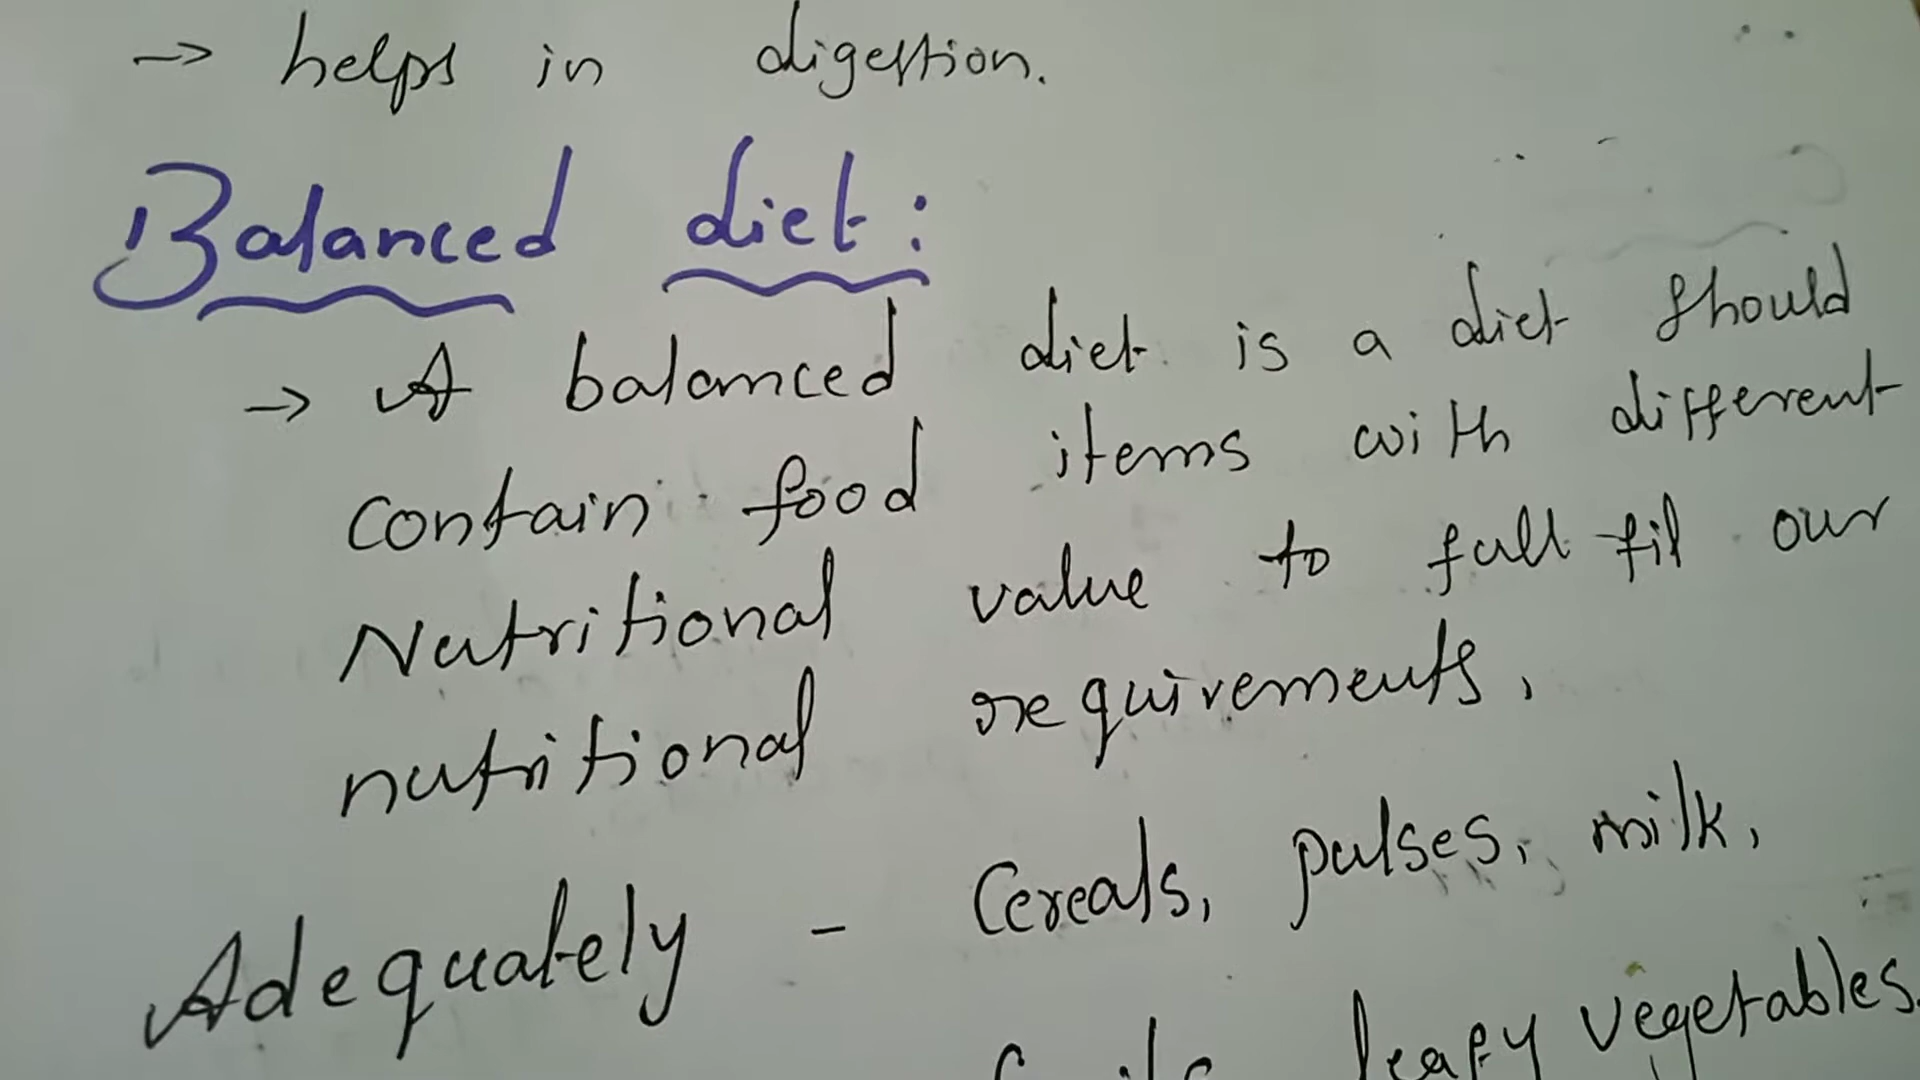 → helps in digestion.
Balanced diet:
→ A balanced diet is a diet should
contain food items with different
Nutritional value to full fil our
nutritional requirements,
Adequately - Cereals, pulses, milk,
leafy vegetables.